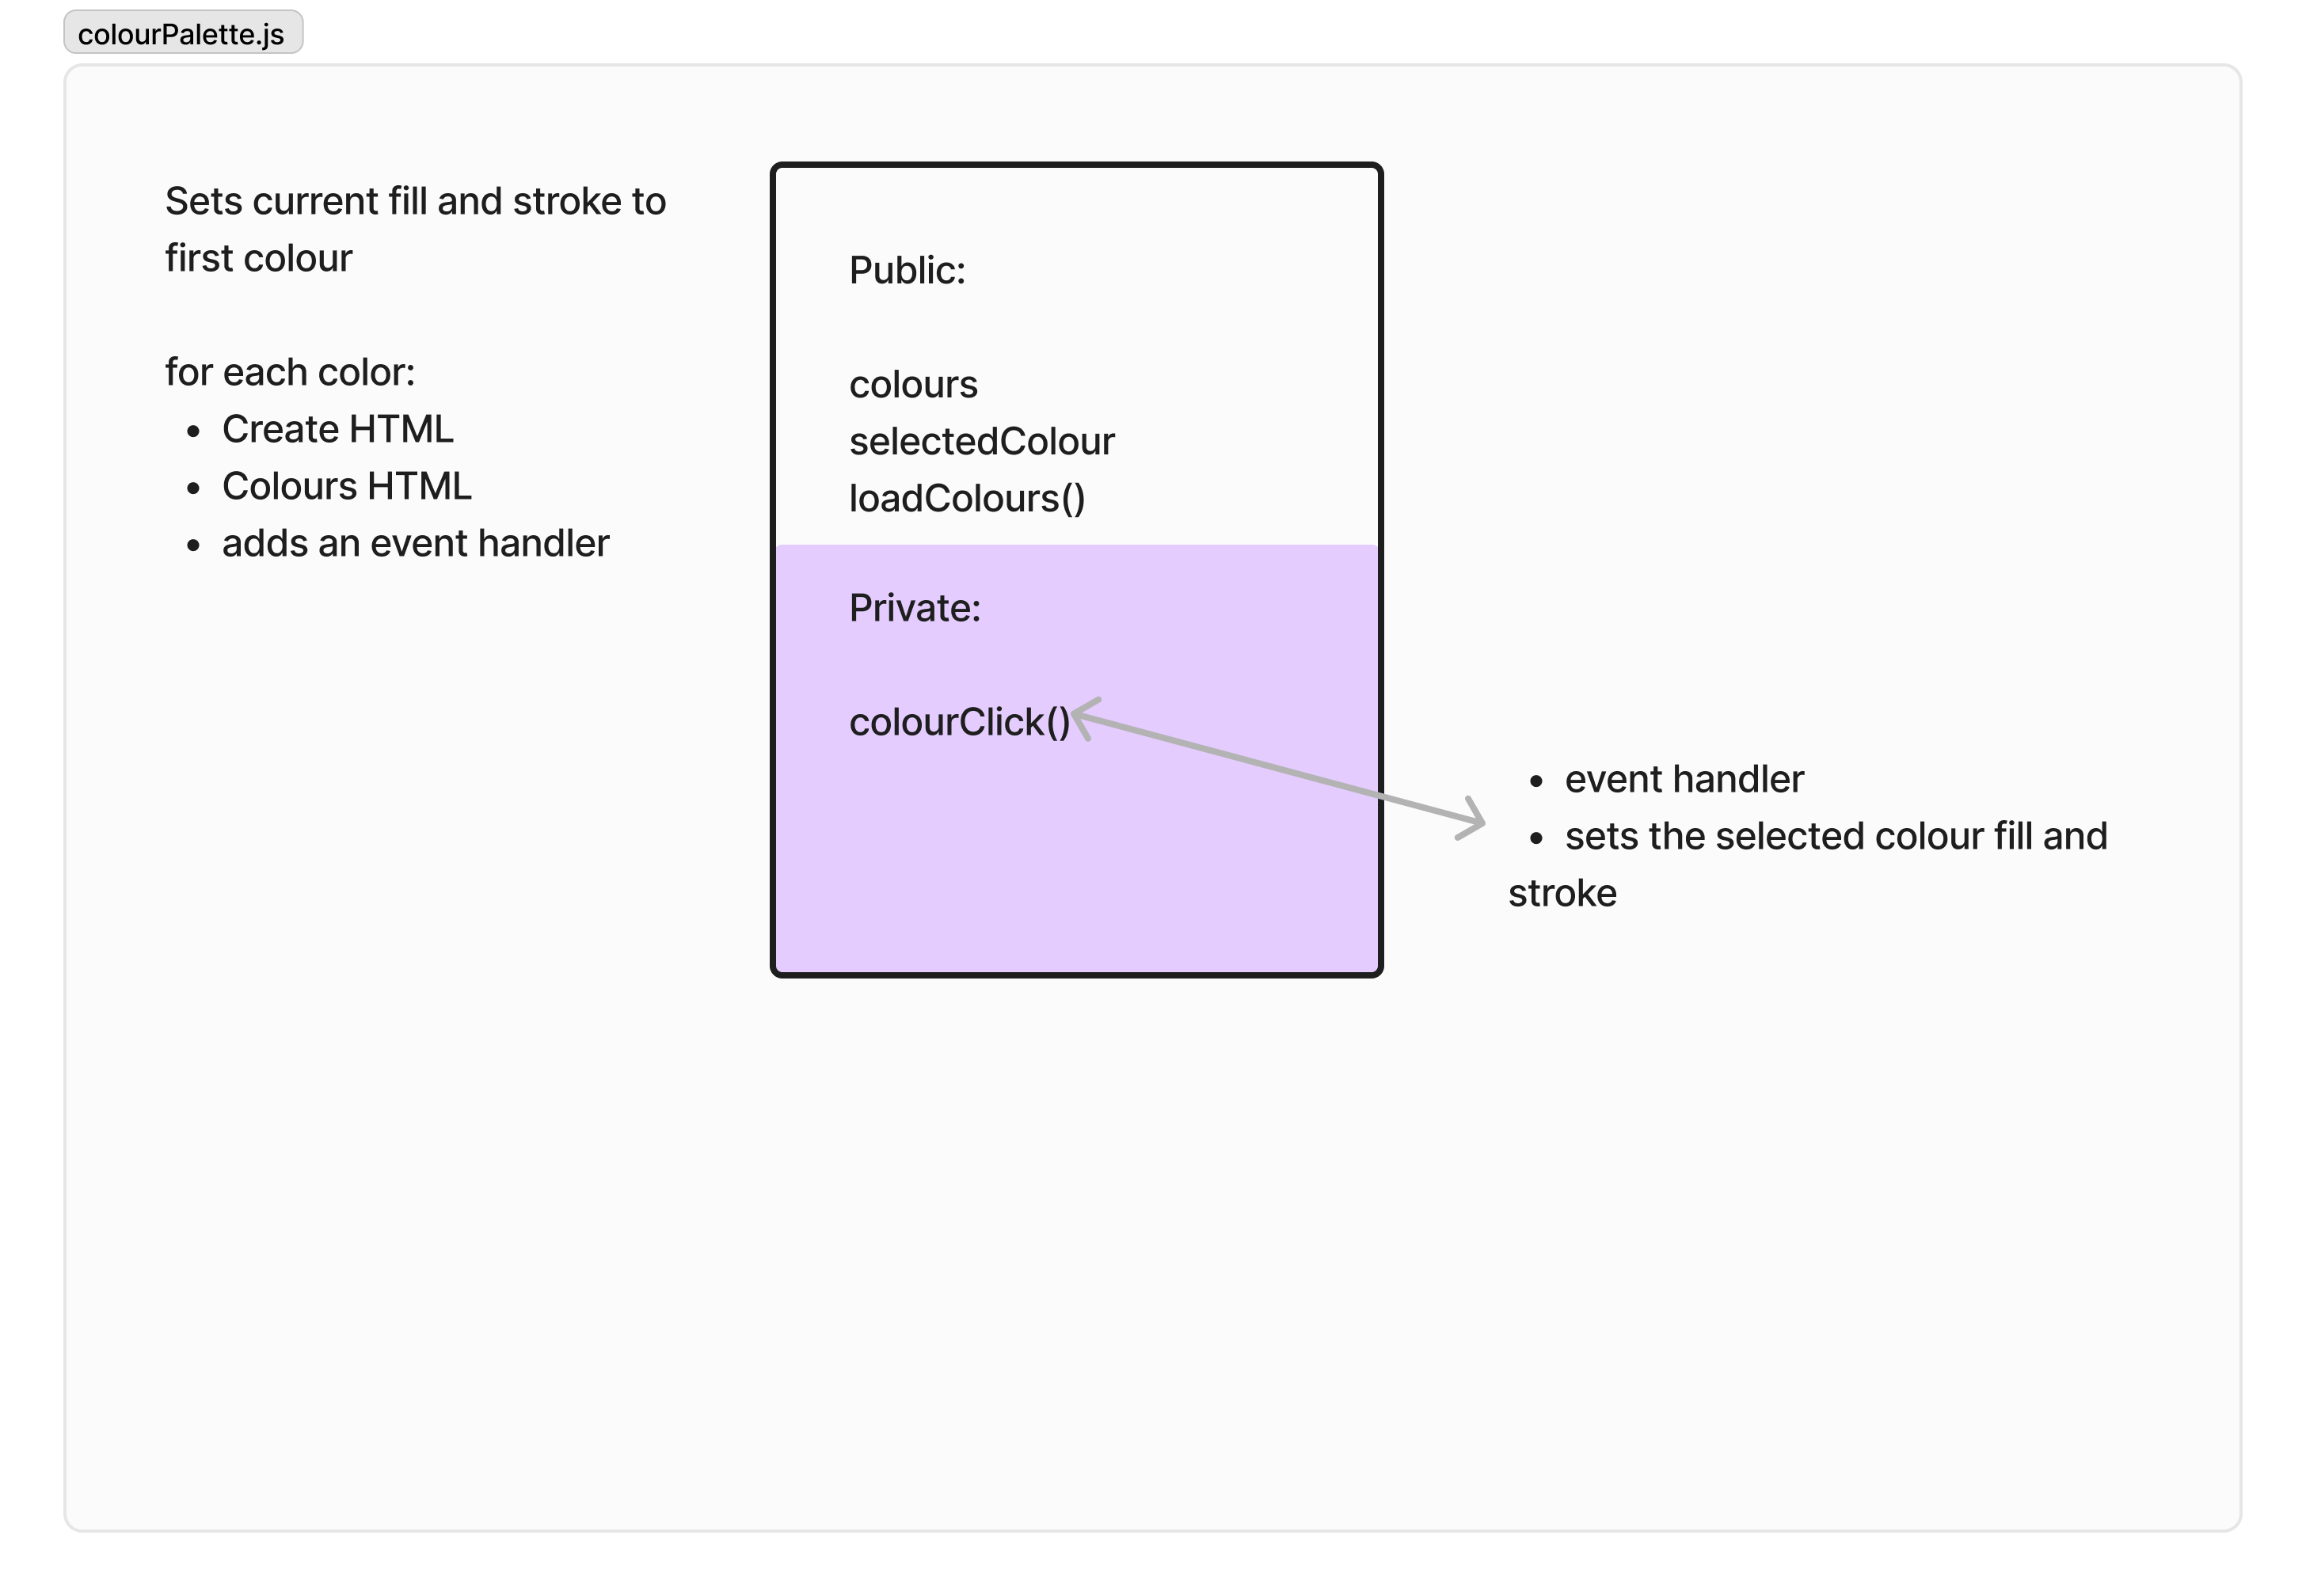 colourPalette.js
Sets current fill and stroke to
first colour
for each color:
• Create HTML
• Colours HTML
• adds an event handler
Public:
colours
selectedColour
loadColours()
Private:
colourClick()
• event handler
• sets the selected colour fill and
stroke